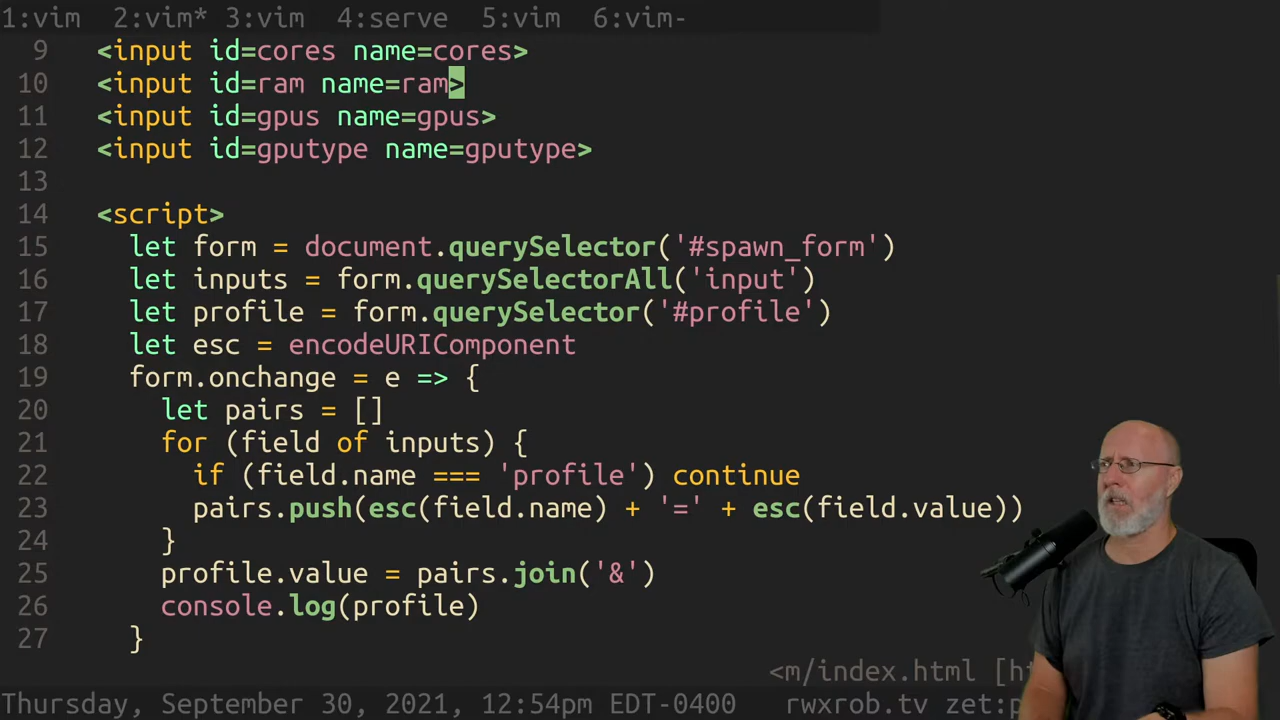 1:vim 2:vim* 3:vim 4:serve 5:vim 6:vim-
9 <input id=cores name=cores>
10 <input id=ram name=ram>
11 <input id=gpus name=gpus>
12 <input id=gputype name=gputype>
13
14 <script>
15 let form = document.querySelector('#spawn_form')
16 let inputs = form.querySelectorAll('input')
17 let profile = form.querySelector('#profile')
18 let esc = encodeURIComponent
19 form.onchange = e => {
20 let pairs = []
21 for (field of inputs) {
22 if (field.name === 'profile') continue
23 pairs.push(esc(field.name) + '=' + esc(field.value))
24 }
25 profile.value = pairs.join('&')
26 console.log(profile)
27 }
<m/index.html [h
Thursday, September 30, 2021, 12:54pm EDT-0400 rwxrob.tv zet:p